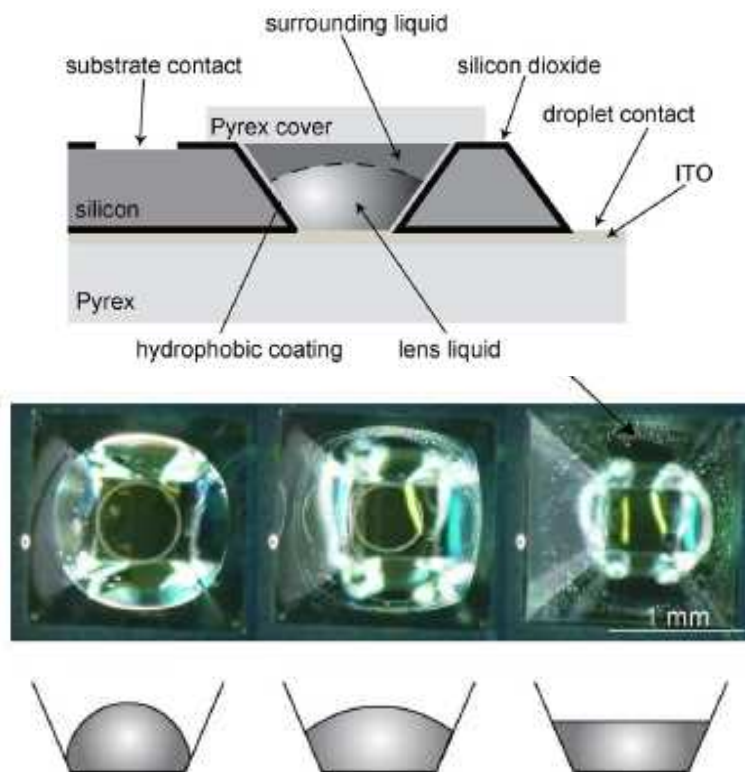 surrounding liquid
substrate contact
silicon dioxide
droplet contact
Pyrex cover
ITO
silicon
Pyrex
hydrophobic coating
lens liquid
1 mm